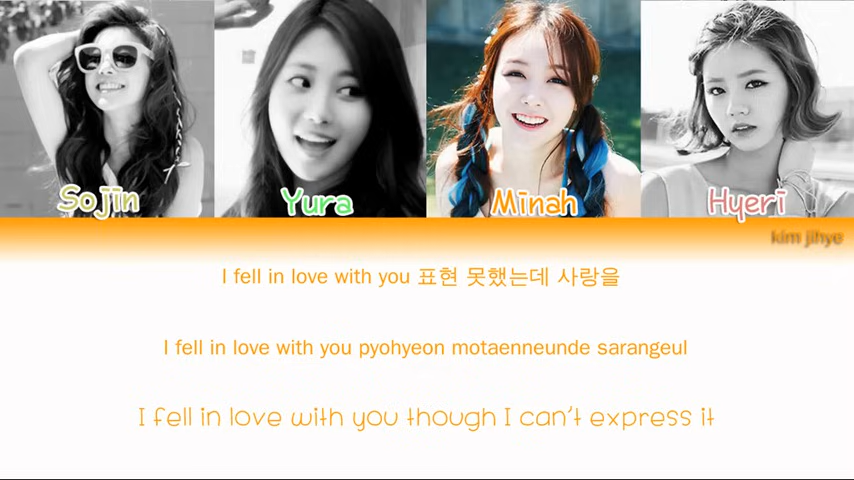 Sojin
Yura
Minah
Hyeri
kim jihye
I fell in love with you 표현 못했는데 사랑을
I fell in love with you pyohyeon motaenneunde sarangeul
I fell in love with you though I can't express it